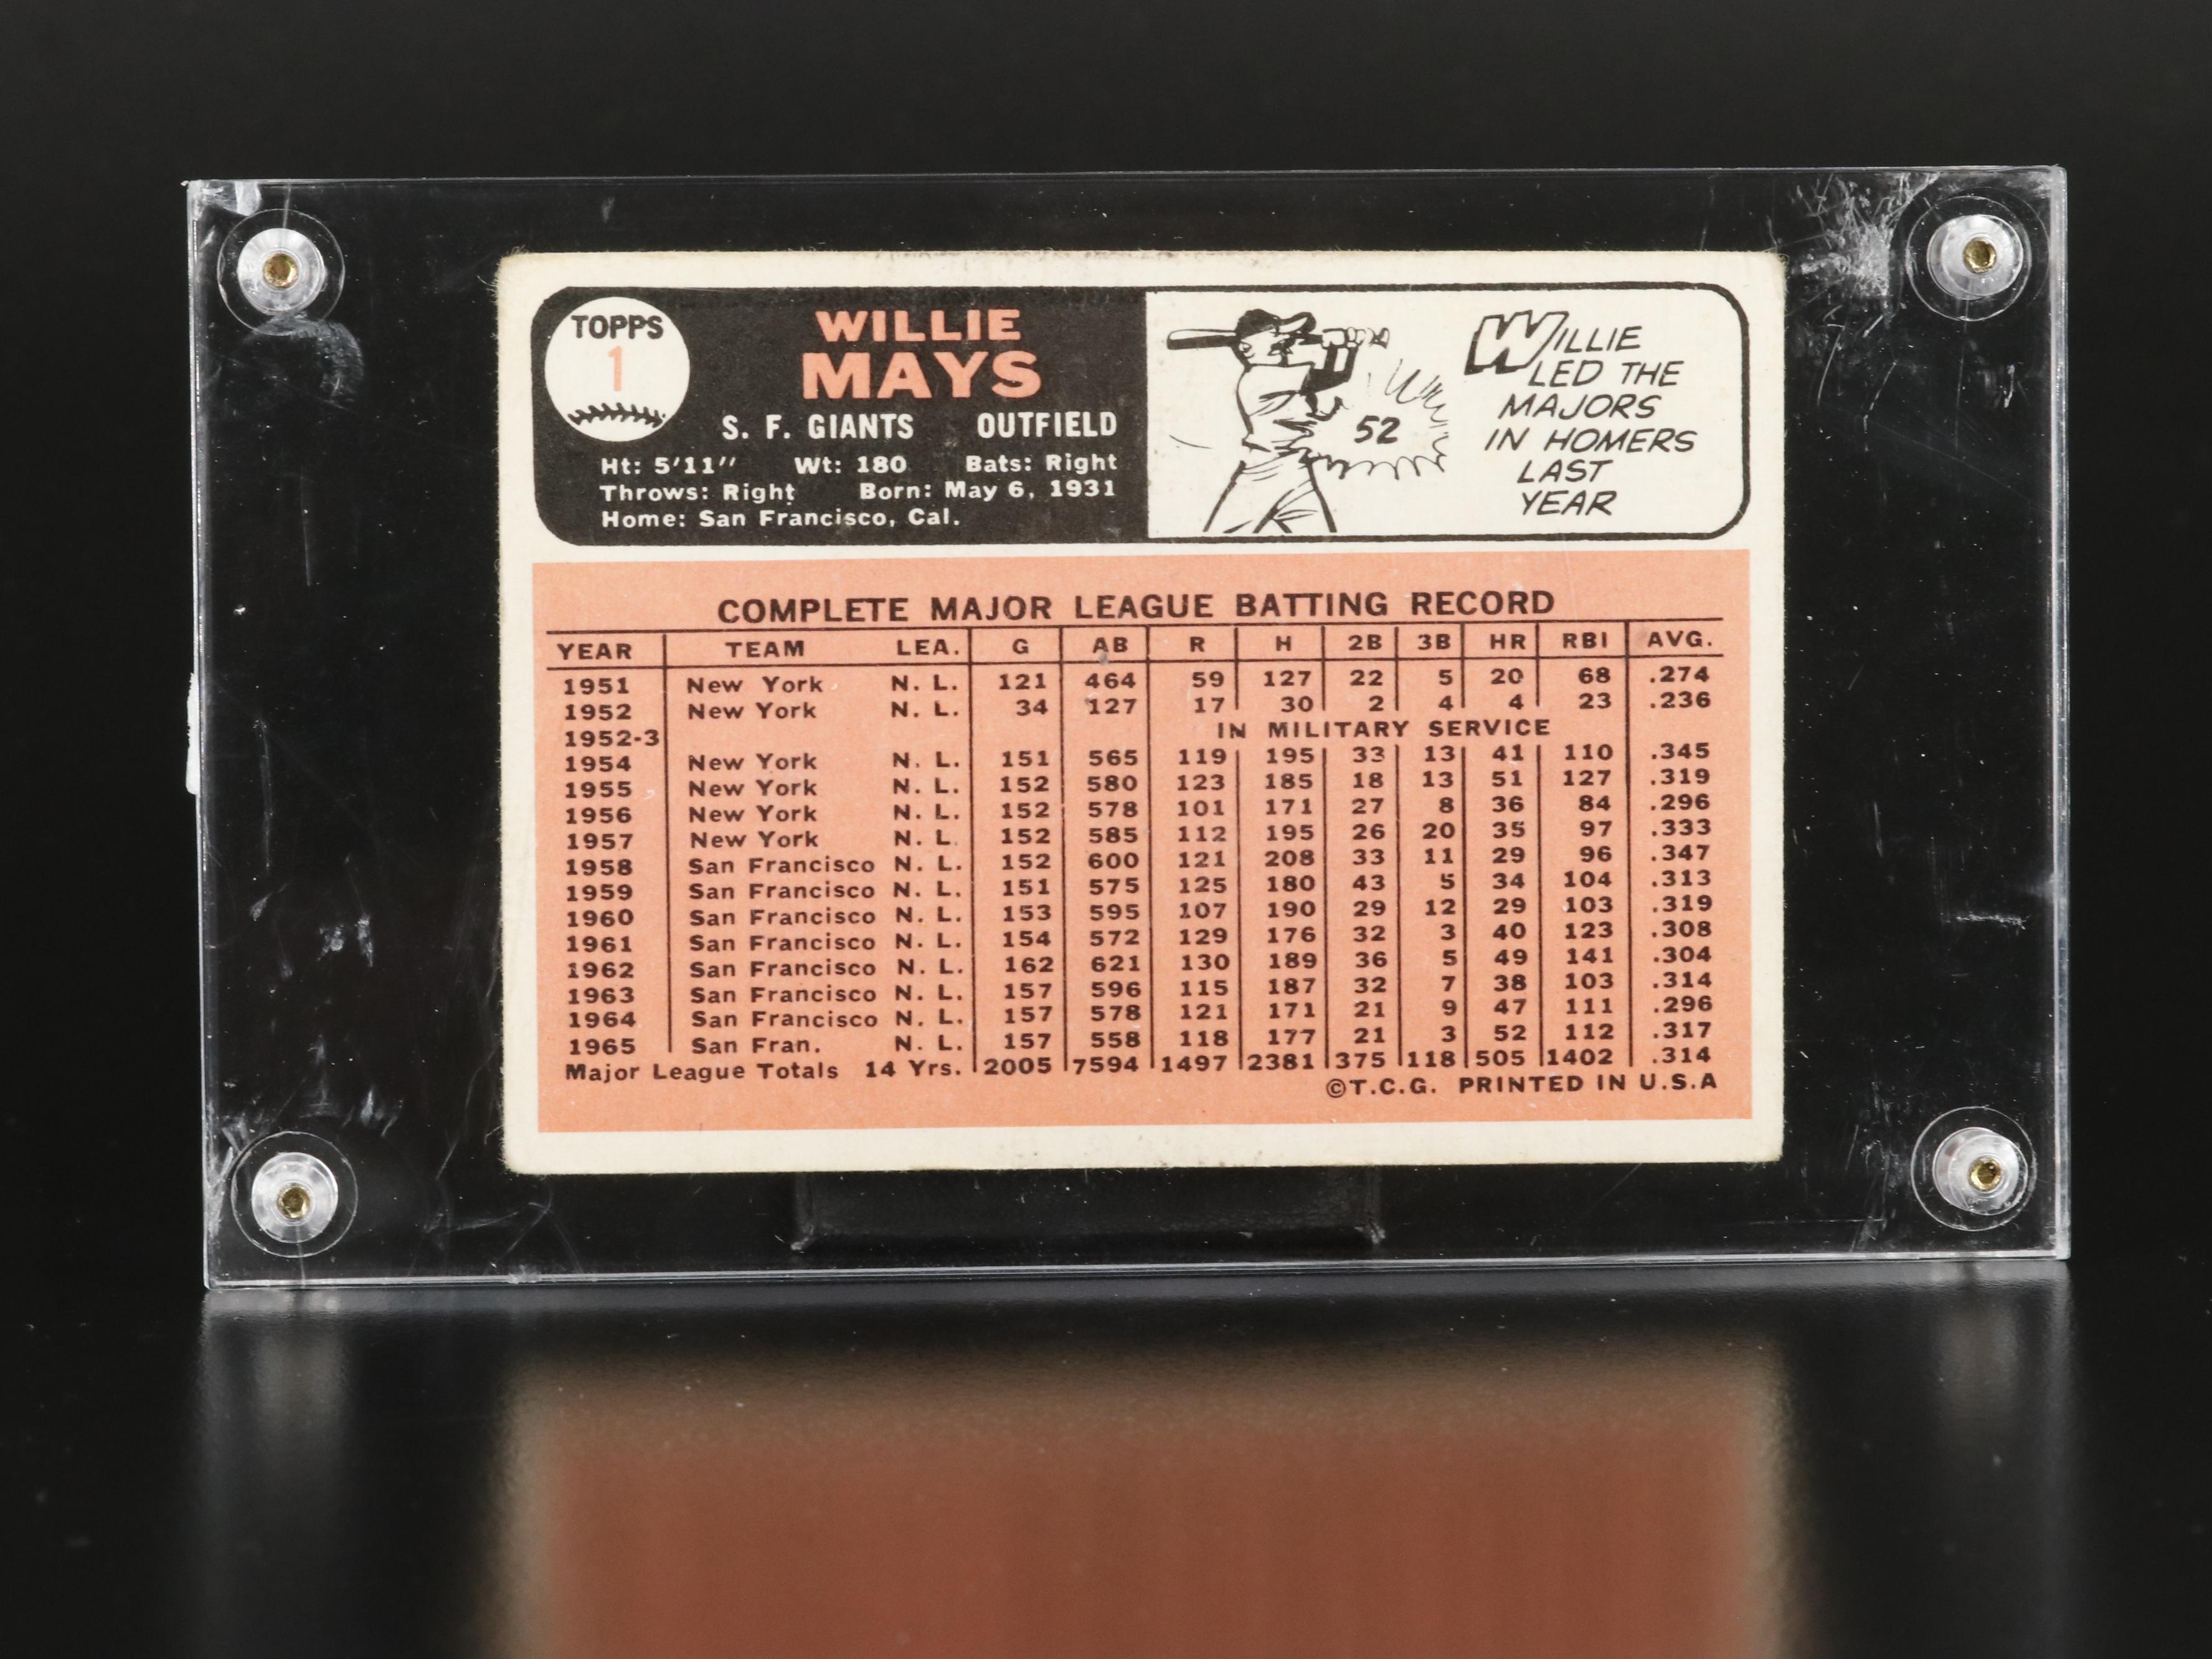 TOPPS
1
WILLIE
MAYS
S. F. GIANTS OUTFIELD
Ht: 5'11" Wt: 180 Bats: Right
Throws: Right Born: May 6, 1931
Home: San Francisco, Cal.
52
WILLIE
LED THE
MAJORS
IN HOMERS
LAST
YEAR
COMPLETE MAJOR LEAGUE BATTING RECORD
YEAR TEAM LEA. G AB R H 2B 3B HR RBI AVG.
1951 New York N. L. 121 464 59 127 22 5 20 68 .274
1952 New York N. L. 34 127 17 30 2 4 4 23 .236
1952-3 IN MILITARY SERVICE
1954 New York N. L. 151 565 119 195 33 13 41 110 .345
1955 New York N. L. 152 580 123 185 18 13 51 127 .319
1956 New York N. L. 152 578 101 171 27 8 36 84 .296
1957 New York N. L. 152 585 112 195 26 20 35 97 .333
1958 San Francisco N. L. 152 600 121 208 33 11 29 96 .347
1959 San Francisco N. L. 151 575 125 180 43 5 34 104 .313
1960 San Francisco N. L. 153 595 107 190 29 12 29 103 .319
1961 San Francisco N. L. 154 572 129 176 32 3 40 123 .308
1962 San Francisco N. L. 162 621 130 189 36 5 49 141 .304
1963 San Francisco N. L. 157 596 115 187 32 7 38 103 .314
1964 San Francisco N. L. 157 578 121 171 21 9 47 111 .296
1965 San Fran. N. L. 157 558 118 177 21 3 52 112 .317
Major League Totals 14 Yrs. 2005 7594 1497 2381 375 118 505 1402 .314
©T.C.G. PRINTED IN U.S.A